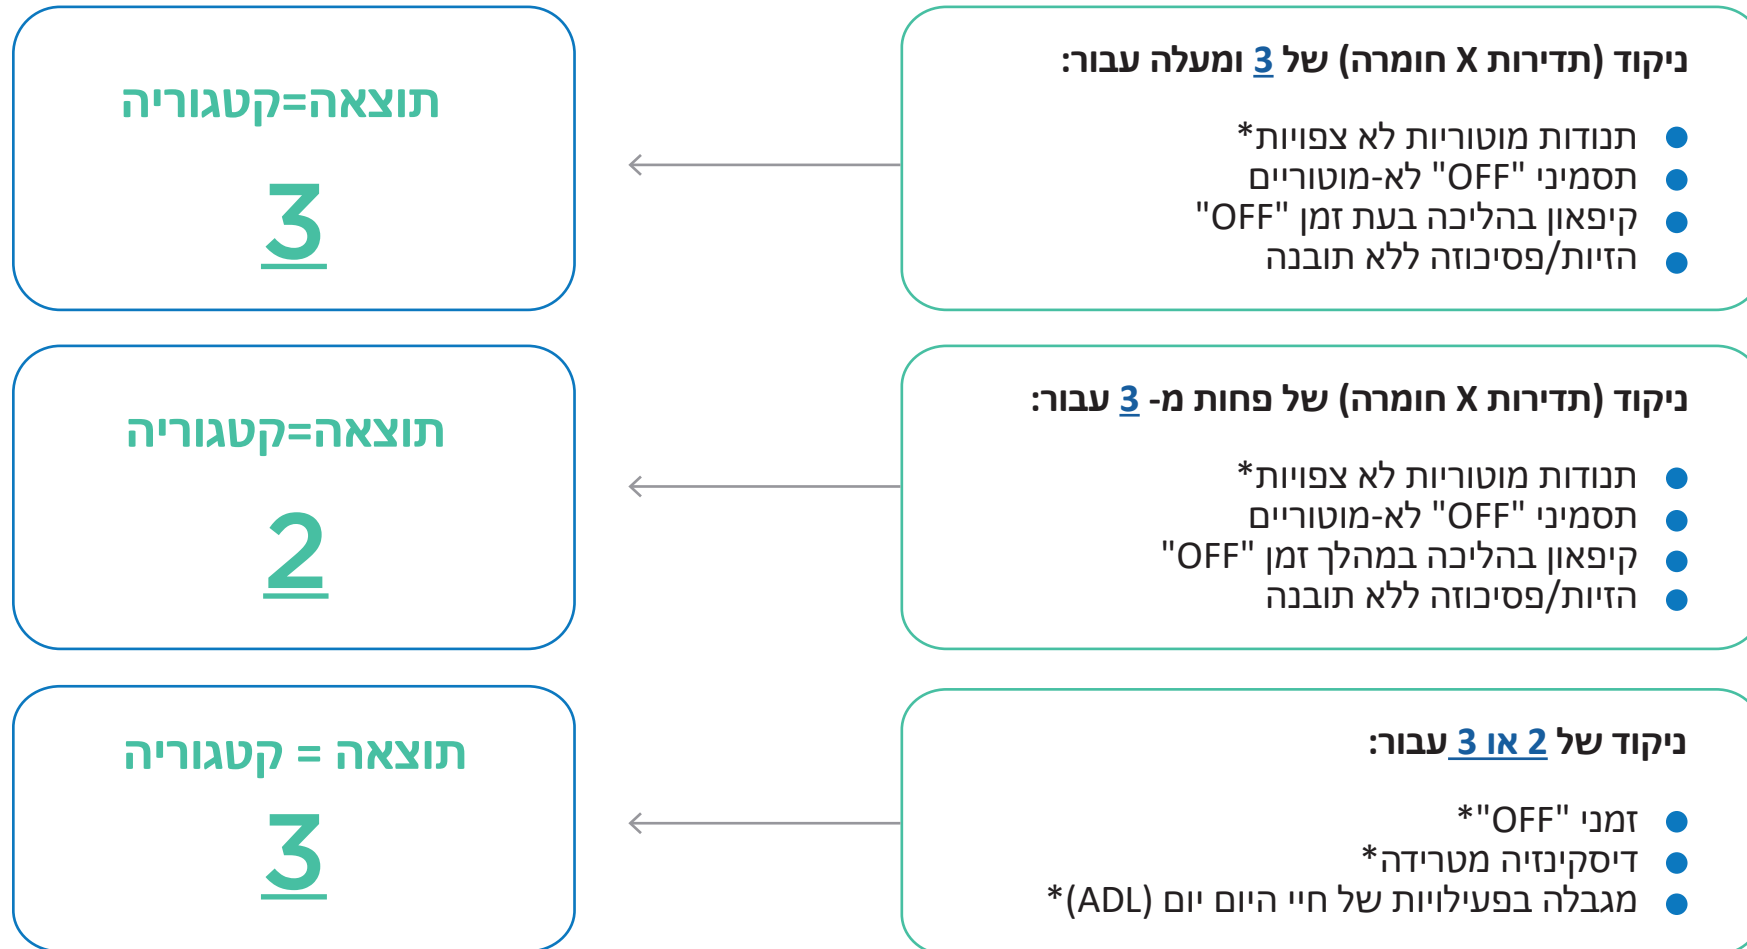 ניקוד (תדירות X חומרה) של 3 ומעלה עבור:
תנודות מוטוריות לא צפויות*
תסמיני "OFF" לא-מוטוריים
קיפאון בהליכה בעת זמן "OFF"
הזיות/פסיכוזה ללא תובנה
תוצאה=קטגוריה
3
ניקוד (תדירות X חומרה) של פחות מ- 3 עבור:
תנודות מוטוריות לא צפויות*
תסמיני "OFF" לא-מוטוריים
קיפאון בהליכה במהלך זמן "OFF"
הזיות/פסיכוזה ללא תובנה
תוצאה=קטגוריה
2
ניקוד של 2 או 3 עבור:
זמני "OFF"*
דיסקינזיה מטרידה*
מגבלה בפעילויות של חיי היום יום (ADL)*
תוצאה = קטגוריה
3